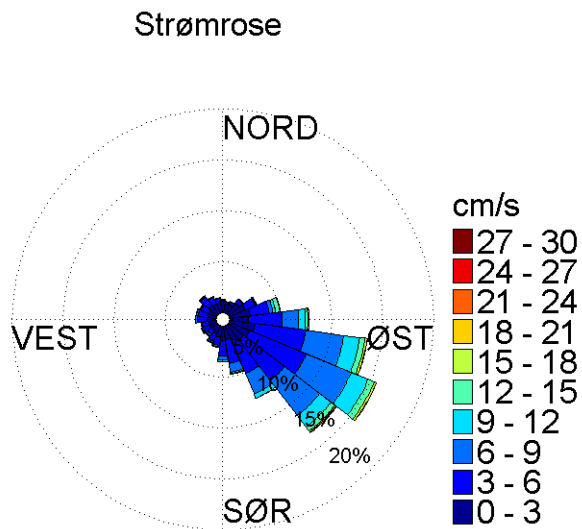 Strømrose
NORD
VEST
ØST
SØR
5%
10%
15%
20%
cm/s
27 - 30
24 - 27
21 - 24
18 - 21
15 - 18
12 - 15
9 - 12
6 - 9
3 - 6
0 - 3